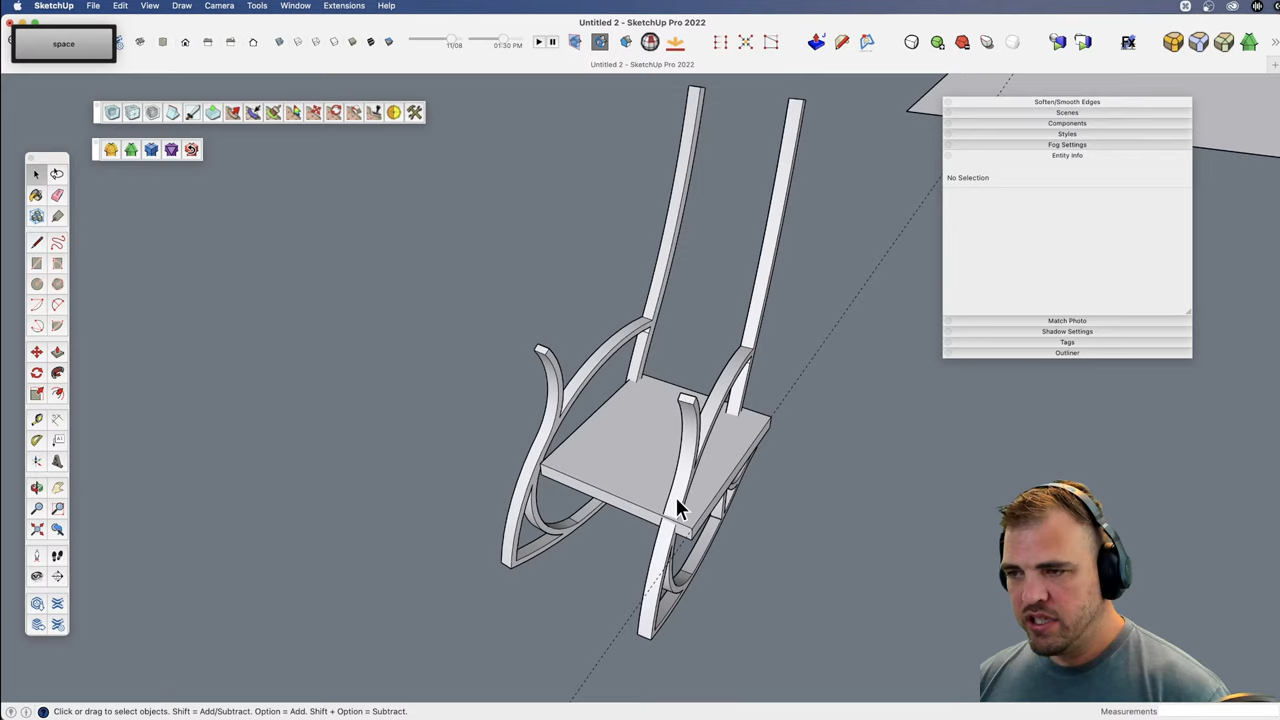 SketchUp File Edit View Draw Camera Tools Window Extensions Help
Untitled 2 - SketchUp Pro 2022
space
11/08
01:30 PM
Untitled 2 - SketchUp Pro 2022
Soften/Smooth Edges
Scenes
Components
Styles
Fog Settings
Entity Info
No Selection
Match Photo
Shadow Settings
Tags
Outliner
Click or drag to select objects. Shift = Add/Subtract. Option = Add. Shift + Option = Subtract.
Measurements